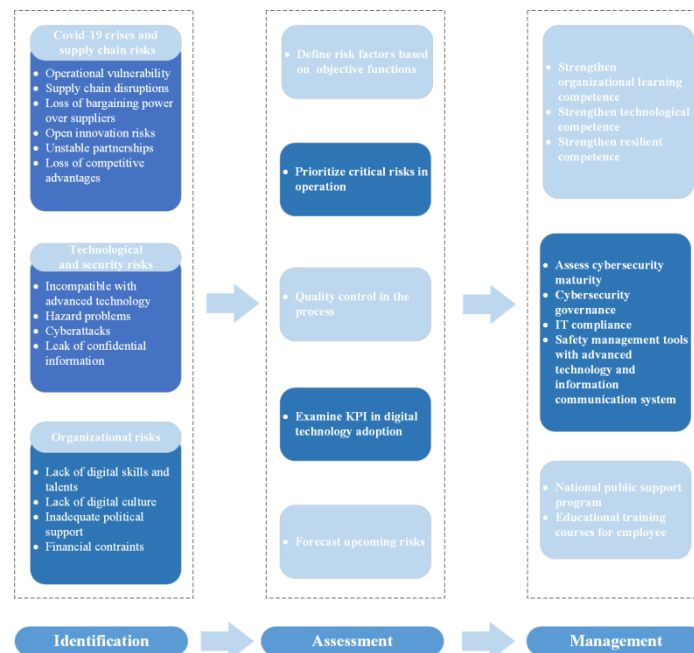 Covid-19 crises and
supply chain risks
• Operational vulnerability
• Supply chain disruptions
• Loss of bargaining power
over suppliers
• Open innovation risks
• Unstable partnerships
• Loss of competitive
advantages
Technological
and security risks
• Incompatible with
advanced technology
• Hazard problems
• Cyberattacks
• Leak of confidential
information
Organizational risks
• Lack of digital skills and
talents
• Lack of digital culture
• Inadequate political
support
• Financial contraints
• Define risk factors based
on objective functions
• Prioritize critical risks in
operation
• Quality control in the
process
• Examine KPI in digital
technology adoption
• Forecast upcoming risks
• Strengthen
organizational learning
competence
• Strengthen technological
competence
• Strengthen resilient
competence
• Assess cybersecurity
maturity
• Cybersecurity
governance
• IT compliance
• Safety management tools
with advanced
technology and
information
communication system
• National public support
program
• Educational training
courses for employee
Identification
Assessment
Management